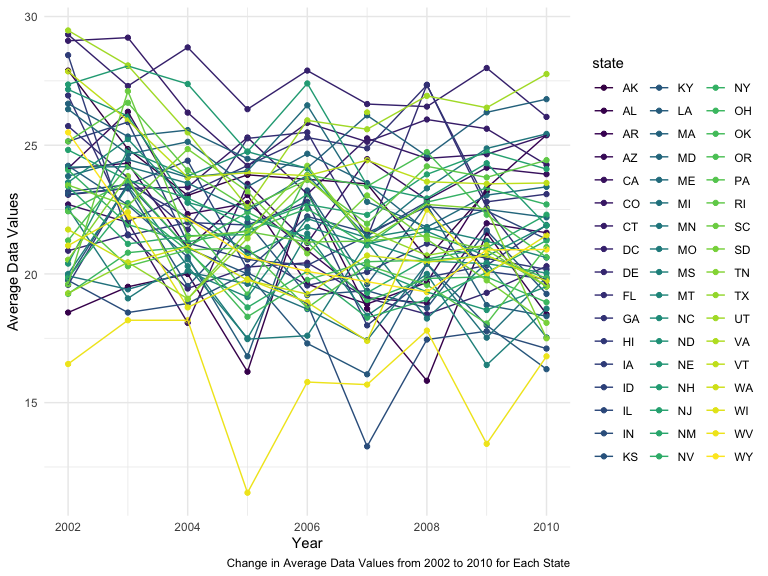 30
25
20
15
Average Data Values
2002
2004
2006
2008
2010
Year
Change in Average Data Values from 2002 to 2010 for Each State
state
AK KY NY
AL LA OH
AR MA OK
AZ MD OR
CA ME PA
CO MI RI
CT MN SC
DC MO SD
DE MS TN
FL MT TX
GA NC UT
HI ND VA
IA NE VT
ID NH WA
IL NJ WI
IN NM WV
KS NV WY